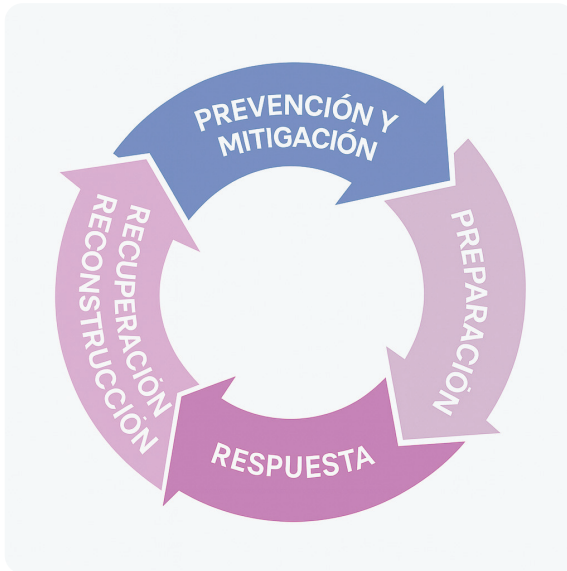 PREVENCIÓN Y
MITIGACIÓN
PREPARACIÓN
RESPUESTA
RECUPERACIÓN
RECONSTRUCCIÓN